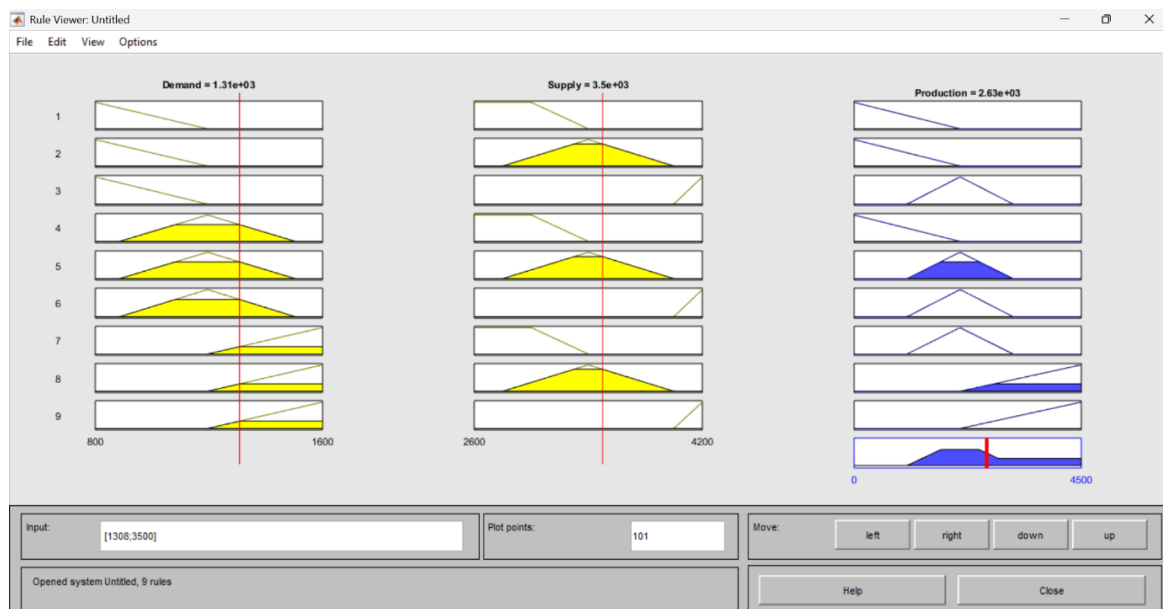 Rule Viewer: Untitled
File Edit View Options
Demand = 1.31e+03
Supply = 3.5e+03
Production = 2.63e+03
1
2
3
4
5
6
7
8
9
800 1600
2600 4200
0 4500
Input:
[1308;3500]
Plot points:
101
Move:
left right down up
Opened system Untitled, 9 rules
Help Close